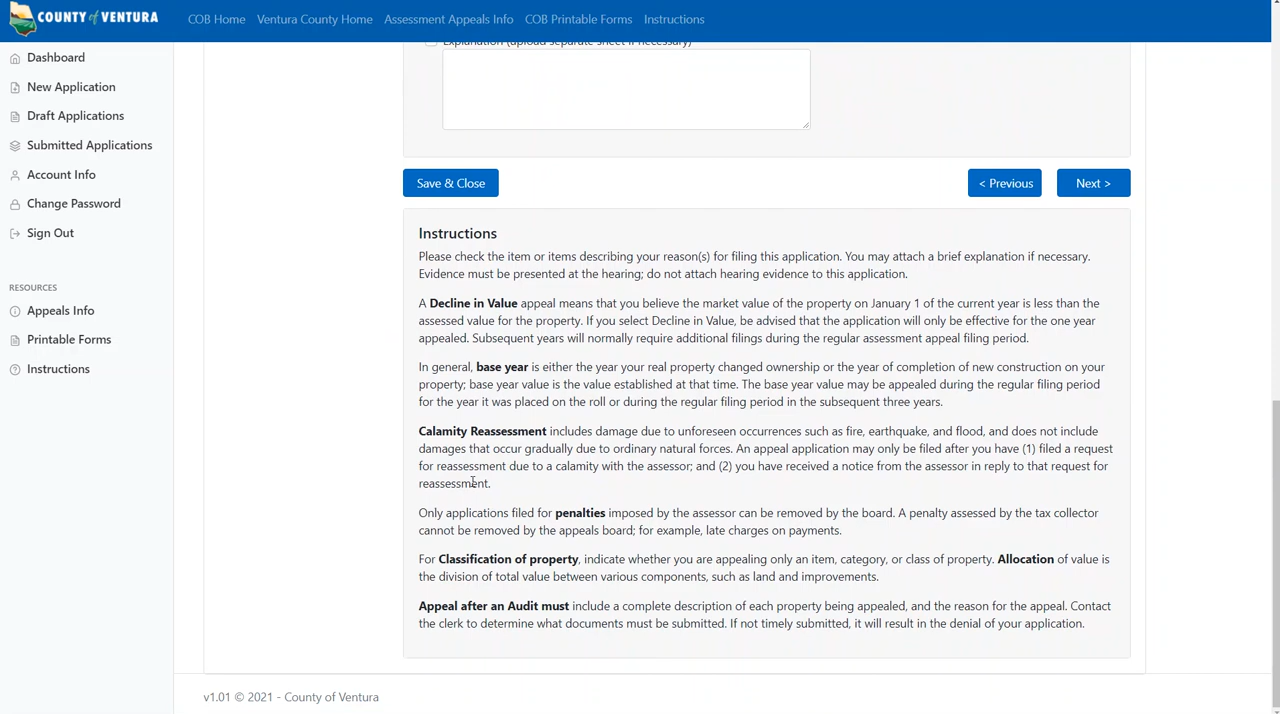 COUNTY of VENTURA
COB Home
Ventura County Home
Assessment Appeals Info
COB Printable Forms
Instructions
Dashboard
New Application
Draft Applications
Submitted Applications
Account Info
Change Password
Sign Out
RESOURCES
Appeals Info
Printable Forms
Instructions
Explanation (upload separate sheet if necessary)
Save & Close
< Previous
Next >
Instructions
Please check the item or items describing your reason(s) for filing this application. You may attach a brief explanation if necessary.
Evidence must be presented at the hearing; do not attach hearing evidence to this application.
A Decline in Value appeal means that you believe the market value of the property on January 1 of the current year is less than the
assessed value for the property. If you select Decline in Value, be advised that the application will only be effective for the one year
appealed. Subsequent years will normally require additional filings during the regular assessment appeal filing period.
In general, base year is either the year your real property changed ownership or the year of completion of new construction on your
property; base year value is the value established at that time. The base year value may be appealed during the regular filing period
for the year it was placed on the roll or during the regular filing period in the subsequent three years.
Calamity Reassessment includes damage due to unforeseen occurrences such as fire, earthquake, and flood, and does not include
damages that occur gradually due to ordinary natural forces. An appeal application may only be filed after you have (1) filed a request
for reassessment due to a calamity with the assessor; and (2) you have received a notice from the assessor in reply to that request for
reassessment.
Only applications filed for penalties imposed by the assessor can be removed by the board. A penalty assessed by the tax collector
cannot be removed by the appeals board; for example, late charges on payments.
For Classification of property, indicate whether you are appealing only an item, category, or class of property. Allocation of value is
the division of total value between various components, such as land and improvements.
Appeal after an Audit must include a complete description of each property being appealed, and the reason for the appeal. Contact
the clerk to determine what documents must be submitted. If not timely submitted, it will result in the denial of your application.
v1.01 © 2021 - County of Ventura